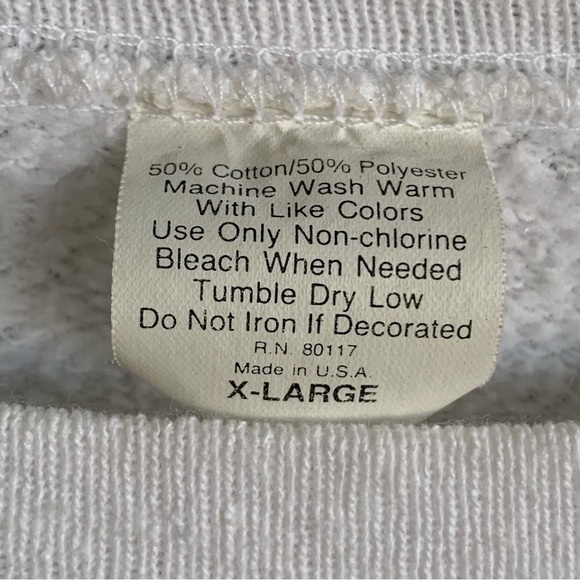 50% Cotton/50% Polyester
Machine Wash Warm
With Like Colors
Use Only Non-chlorine
Bleach When Needed
Tumble Dry Low
Do Not Iron If Decorated
R.N. 80117
Made in U.S.A.
X-LARGE